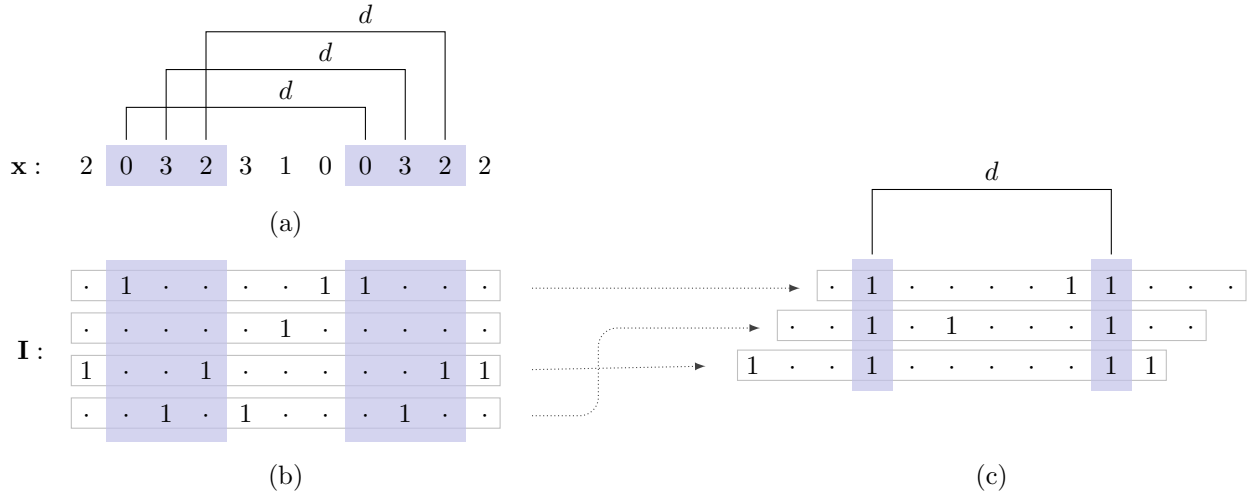 d
d
d
x : 2 0 3 2 3 1 0 0 3 2 2
(a)
I :
· 1 · · · · 1 1 · · ·
· · · · · 1 · · · · ·
1 · · 1 · · · · · 1 1
· · 1 · 1 · · · 1 · ·
(b)
d
· 1 · · · · 1 1 · · ·
· · 1 · 1 · · · 1 · ·
1 · · 1 · · · · · 1 1
(c)